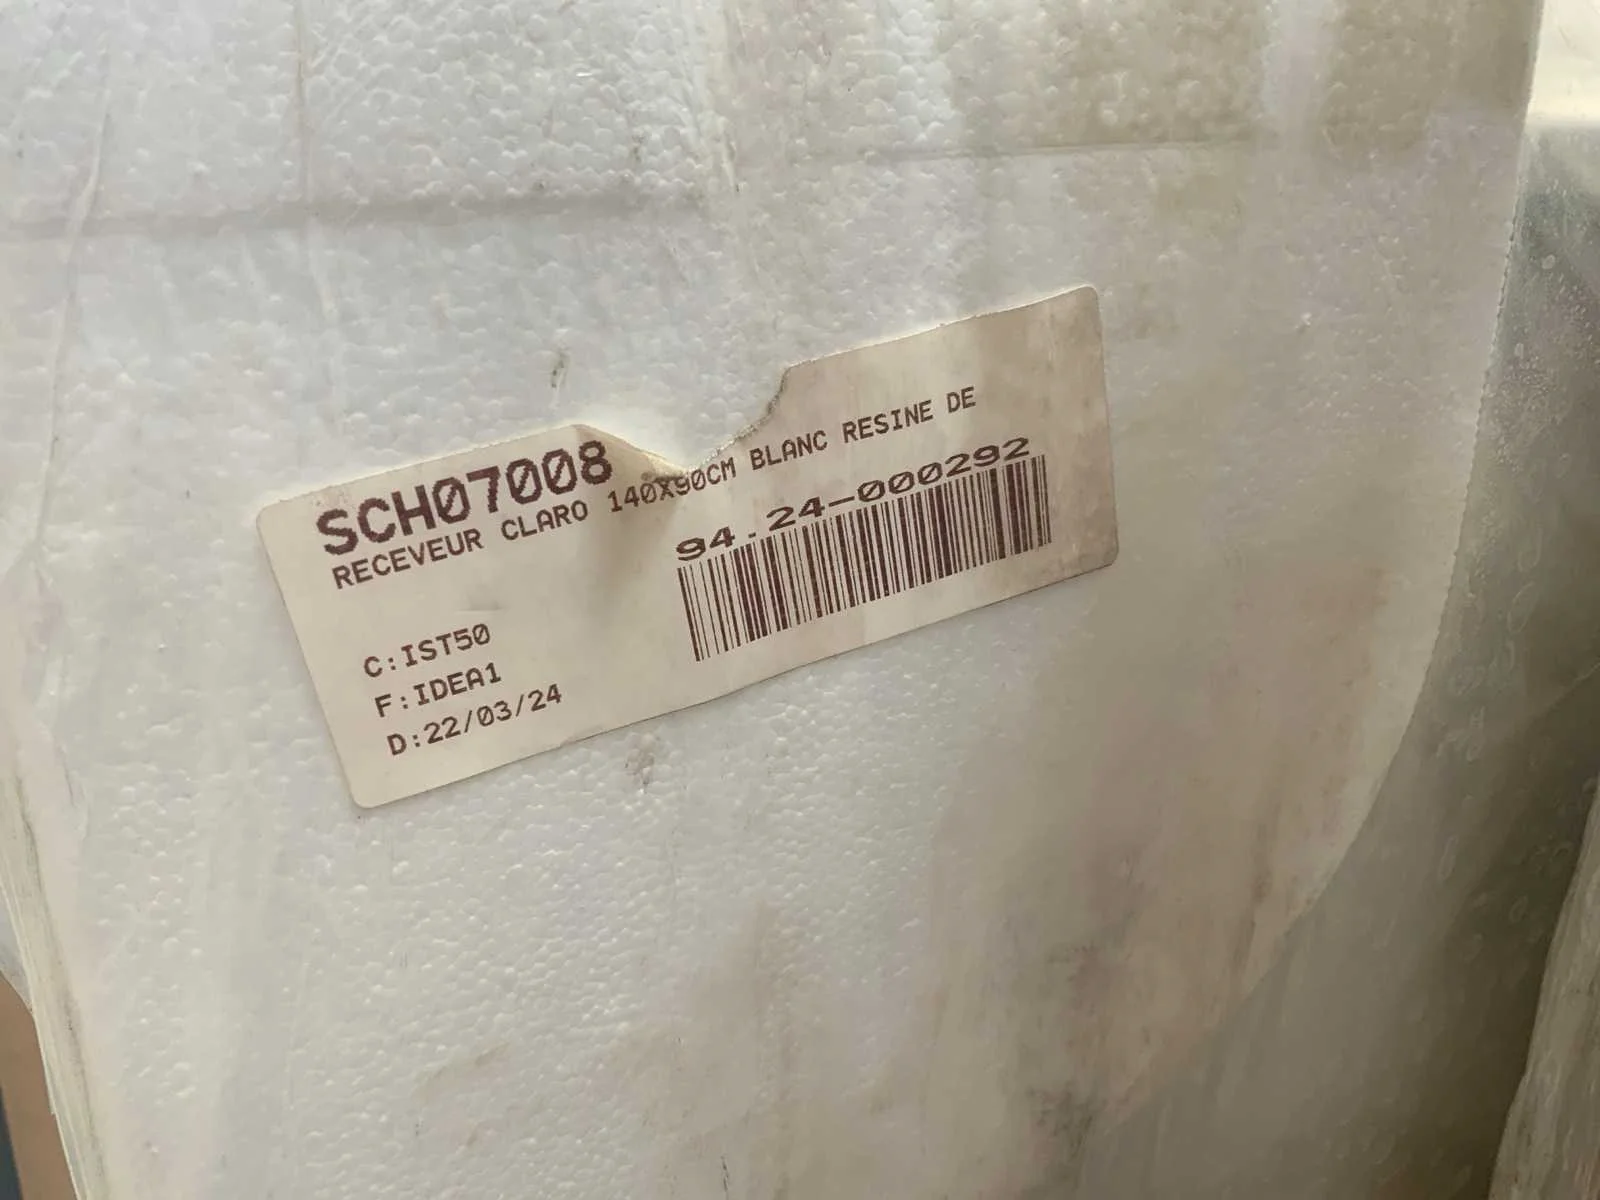 SCH07008
RECEVEUR CLARO 140X90CM BLANC RESINE DE
94.24-000292
C:IST50
F:IDEA1
D:22/03/24